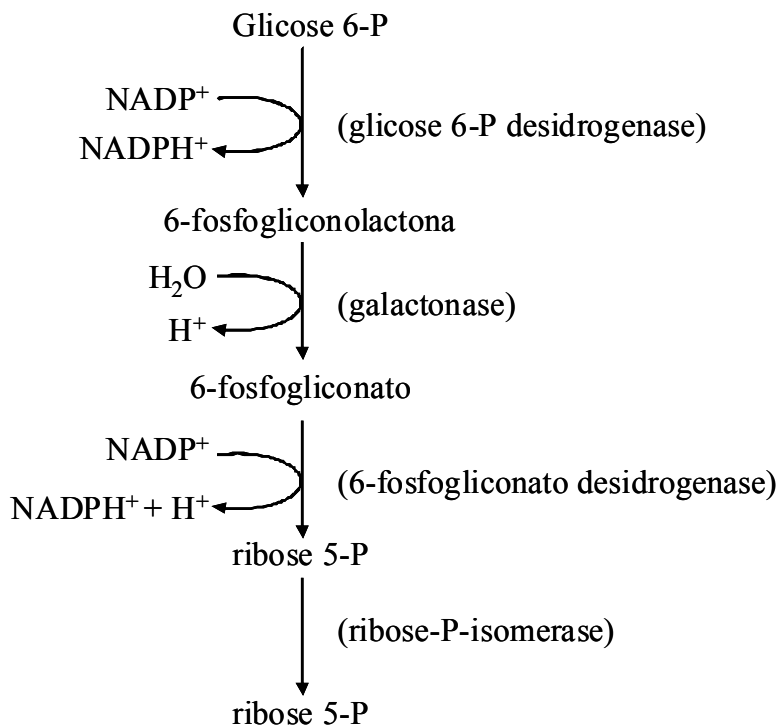 Glicose 6-P
NADP⁺
(glicose 6-P desidrogenase)
NADPH⁺
6-fosfogliconolactona
H₂O
(galactonase)
H⁺
6-fosfogliconato
NADP⁺
(6-fosfogliconato desidrogenase)
NADPH⁺ + H⁺
ribose 5-P
(ribose-P-isomerase)
ribose 5-P